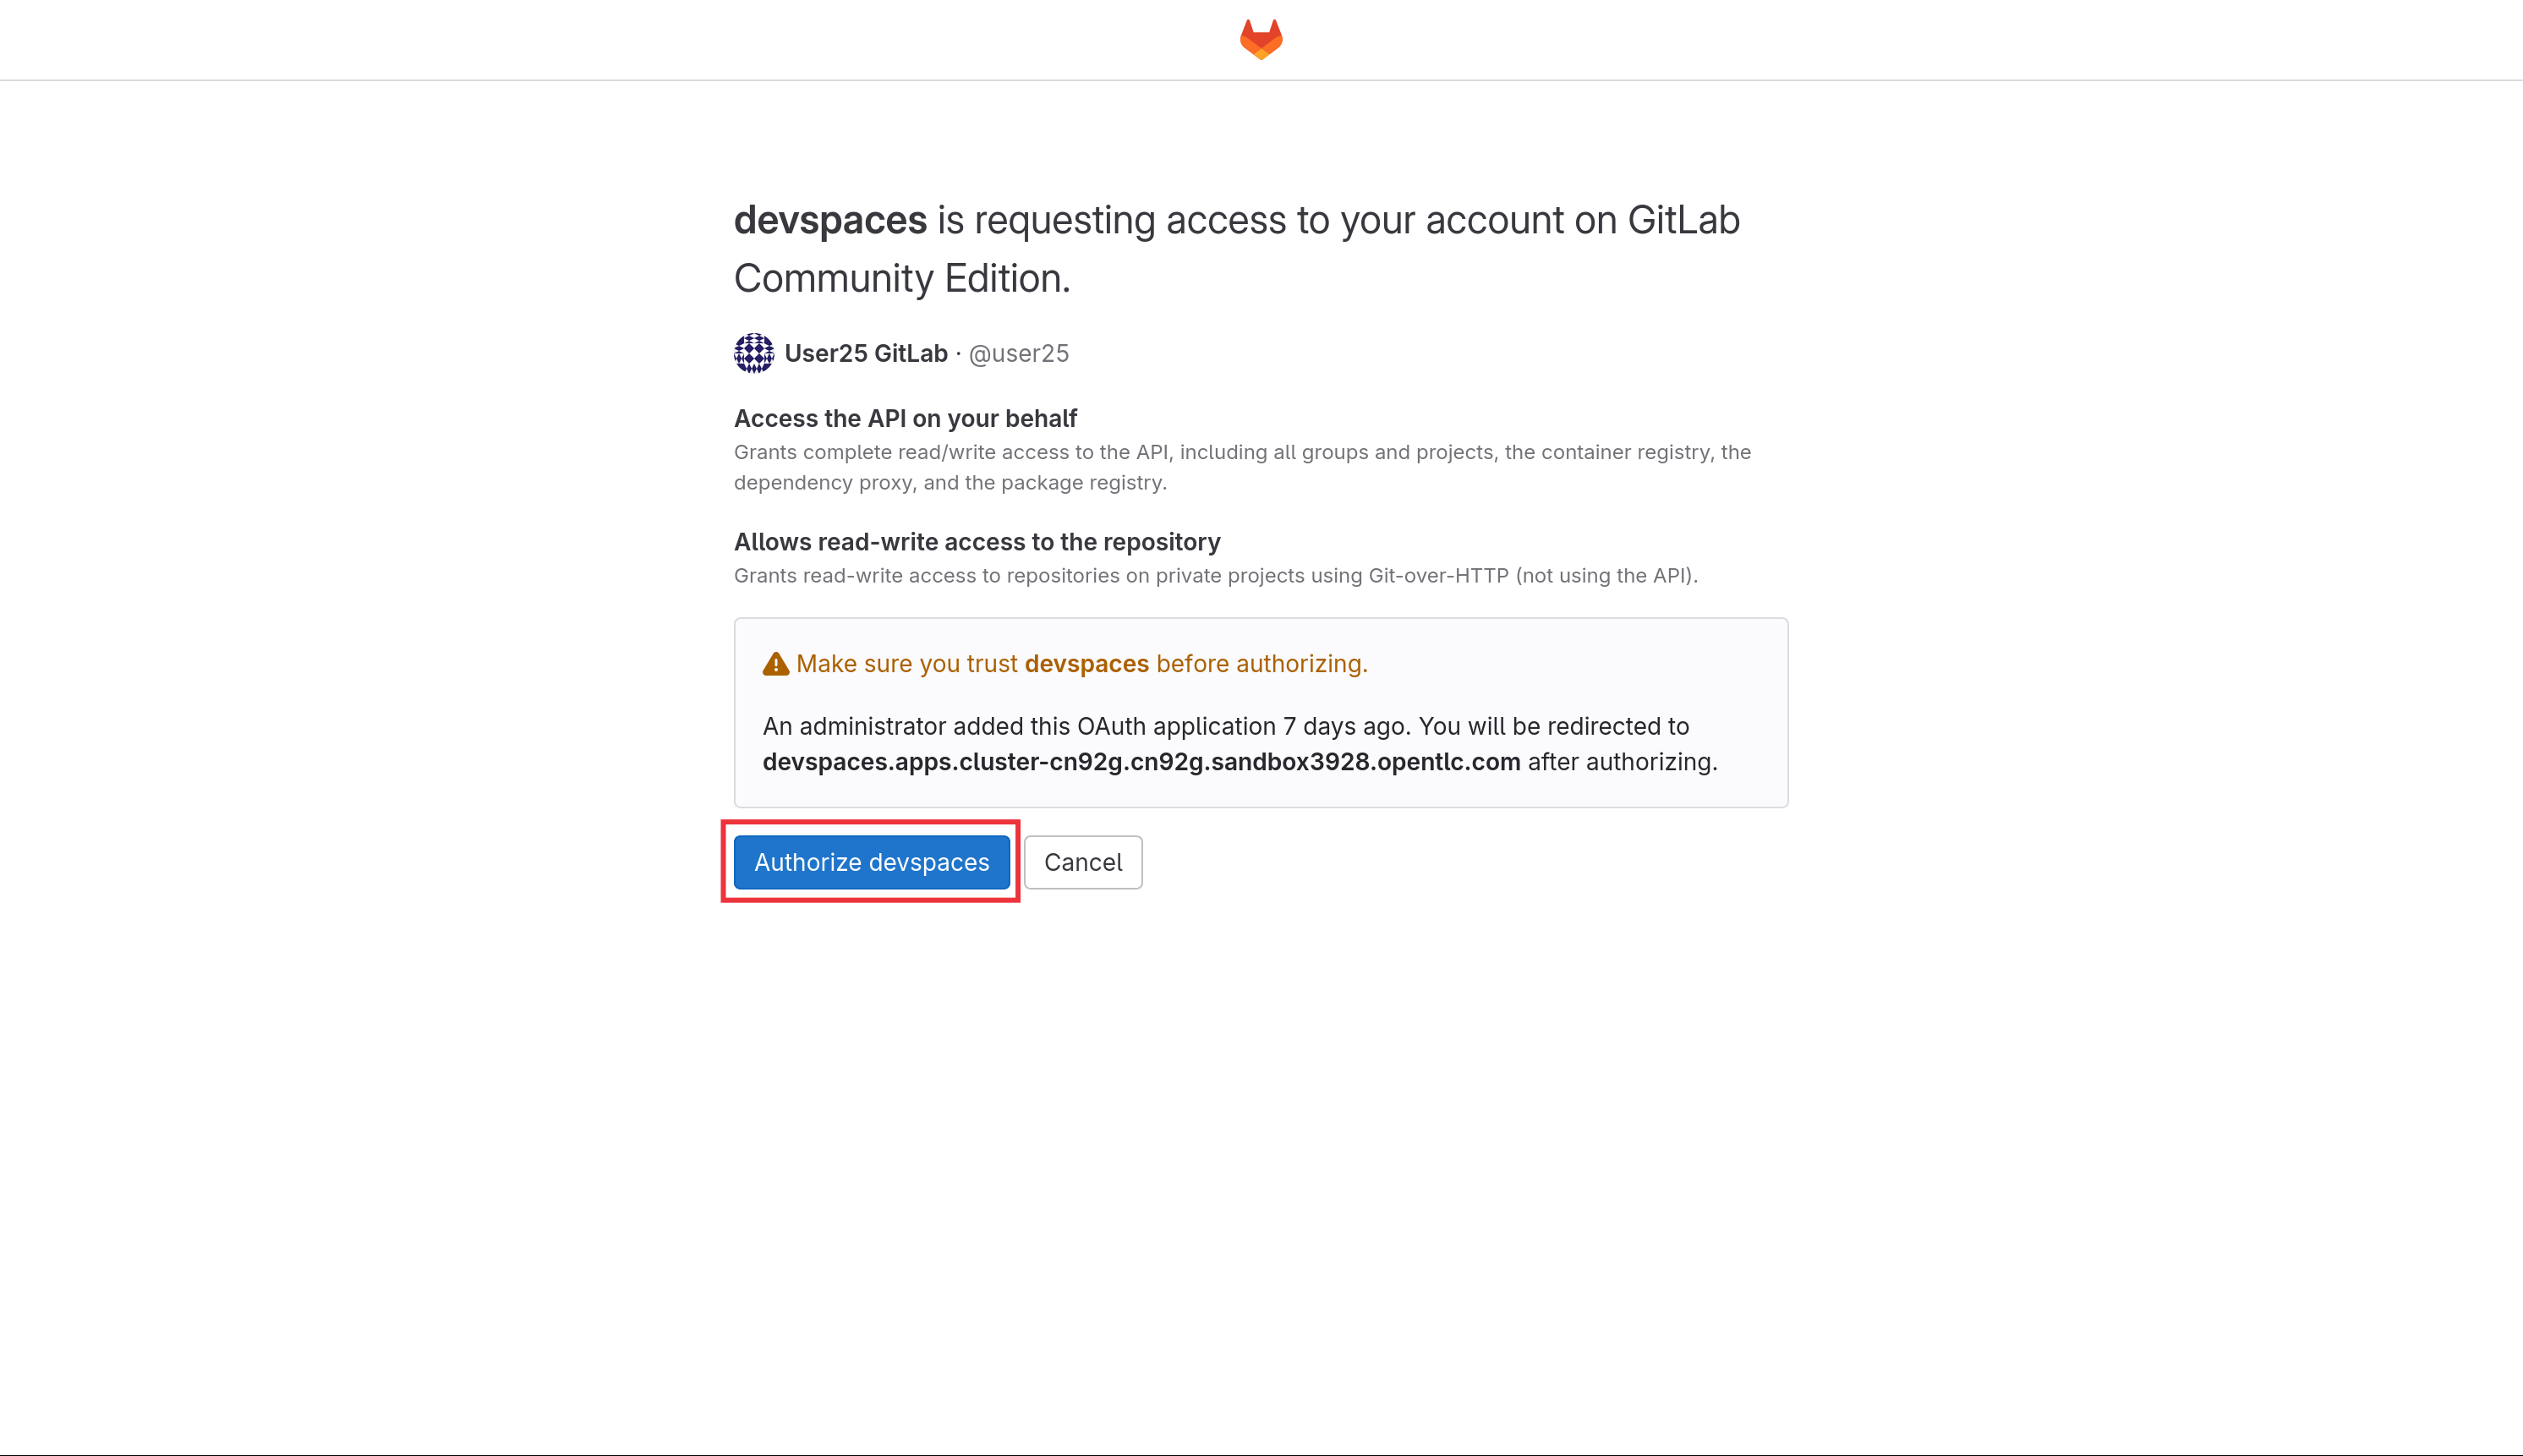 devspaces is requesting access to your account on GitLab
Community Edition.
User25 GitLab · @user25
Access the API on your behalf
Grants complete read/write access to the API, including all groups and projects, the container registry, the
dependency proxy, and the package registry.
Allows read-write access to the repository
Grants read-write access to repositories on private projects using Git-over-HTTP (not using the API).
Make sure you trust devspaces before authorizing.
An administrator added this OAuth application 7 days ago. You will be redirected to
devspaces.apps.cluster-cn92g.cn92g.sandbox3928.opentlc.com after authorizing.
Authorize devspaces Cancel